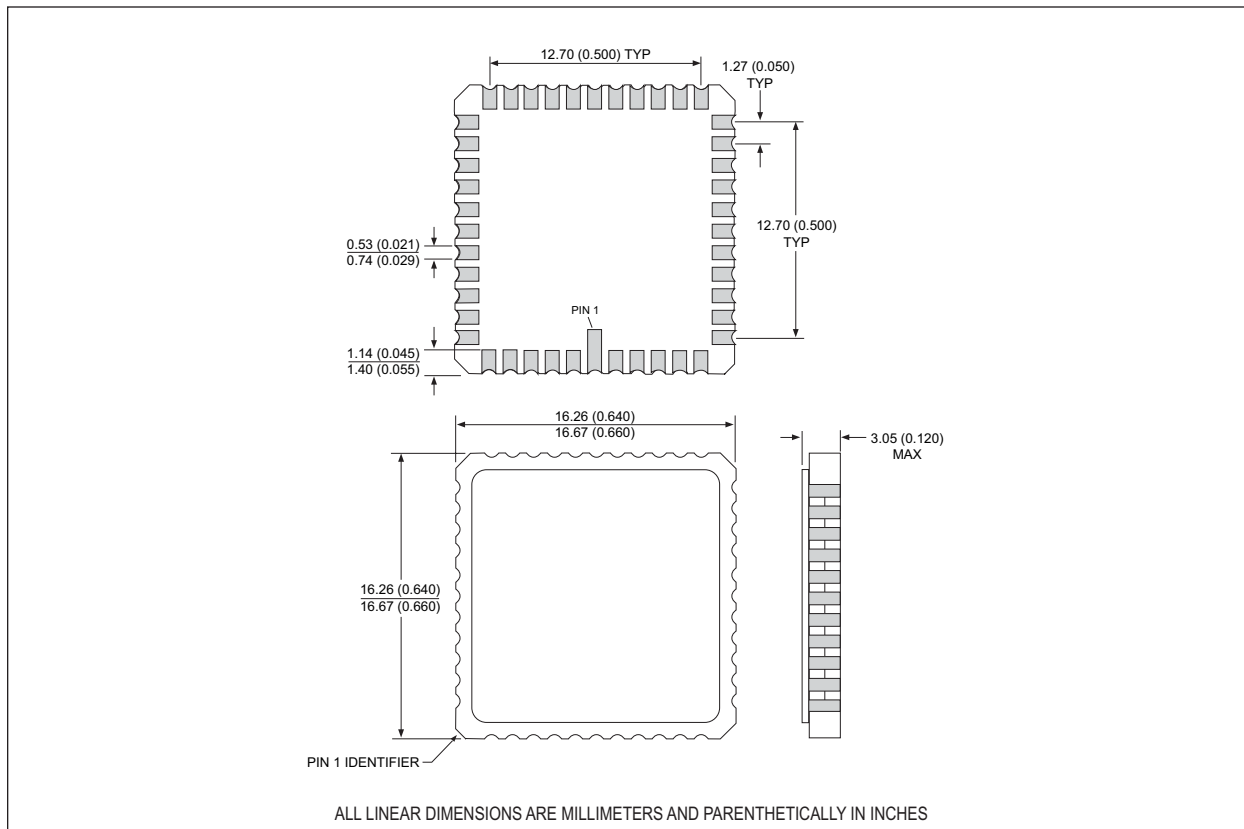 12.70 (0.500) TYP
1.27 (0.050)
TYP
12.70 (0.500)
TYP
0.53 (0.021)
0.74 (0.029)
PIN 1
1.14 (0.045)
1.40 (0.055)
16.26 (0.640)
16.67 (0.660)
3.05 (0.120)
MAX
16.26 (0.640)
16.67 (0.660)
PIN 1 IDENTIFIER
ALL LINEAR DIMENSIONS ARE MILLIMETERS AND PARENTHETICALLY IN INCHES